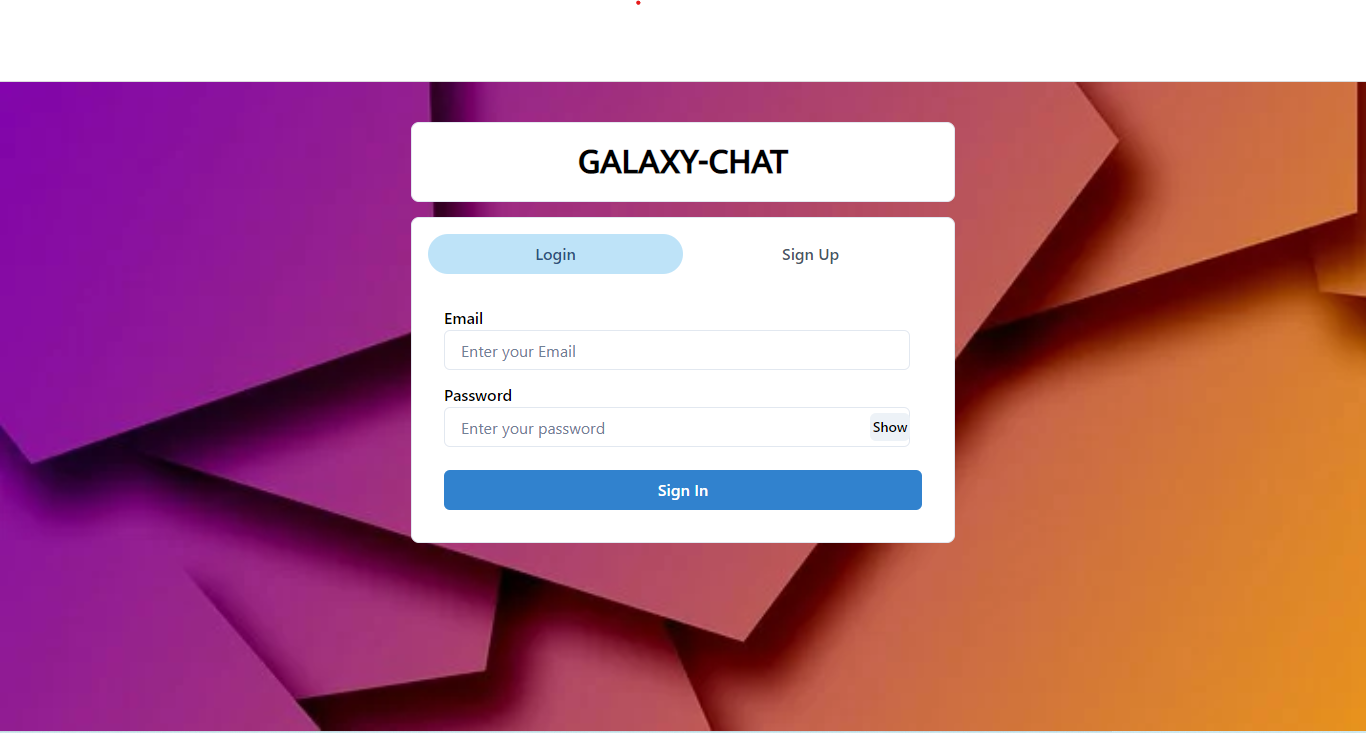 GALAXY-CHAT
Login
Sign Up
Email
Enter your Email
Password
Enter your password
Show
Sign In